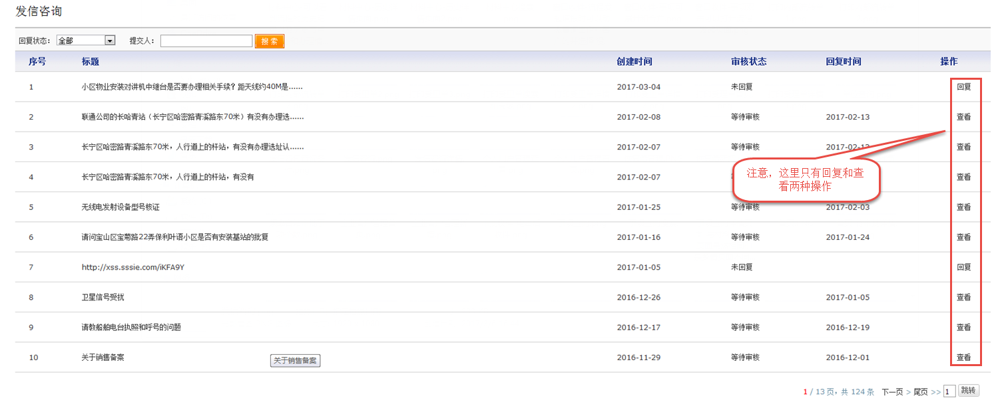 发信咨询
回复状态： 全部 提交人： 搜 索
序号 标题 创建时间 审核状态 回复时间 操作
1 小区物业安装对讲机中继台是否要办理相关手续？距天线约40M是…… 2017-03-04 未回复 回复
2 联通公司的长哈青站（长宁区哈密路青溪路东70米）有没有办理选…… 2017-02-08 等待审核 2017-02-13 查看
3 长宁区哈密路青溪路东70米，人行道上的杆站，有没有办理选址认…… 2017-02-07 等待审核 查看
4 长宁区哈密路青溪路东70米，人行道上的杆站，有没有 2017-02-07 查看
注意，这里只有回复和查
看两种操作
5 无线电发射设备型号核证 2017-01-25 等待审核 2017-02-03 查看
6 请问宝山区宝菊路22弄保利叶语小区是否有安装基站的批复 2017-01-16 等待审核 2017-01-24 查看
7 http://xss.sssie.com/iKFA9Y 2017-01-05 未回复 回复
8 卫星信号受扰 2016-12-26 等待审核 2017-01-05 查看
9 请教船舶电台执照和呼号的问题 2016-12-17 等待审核 2016-12-19 查看
10 关于销售备案 关于销售备案 2016-11-29 等待审核 2016-12-01 查看
1 / 13 页，共 124 条 下一页 > 尾页 >> 1 跳转